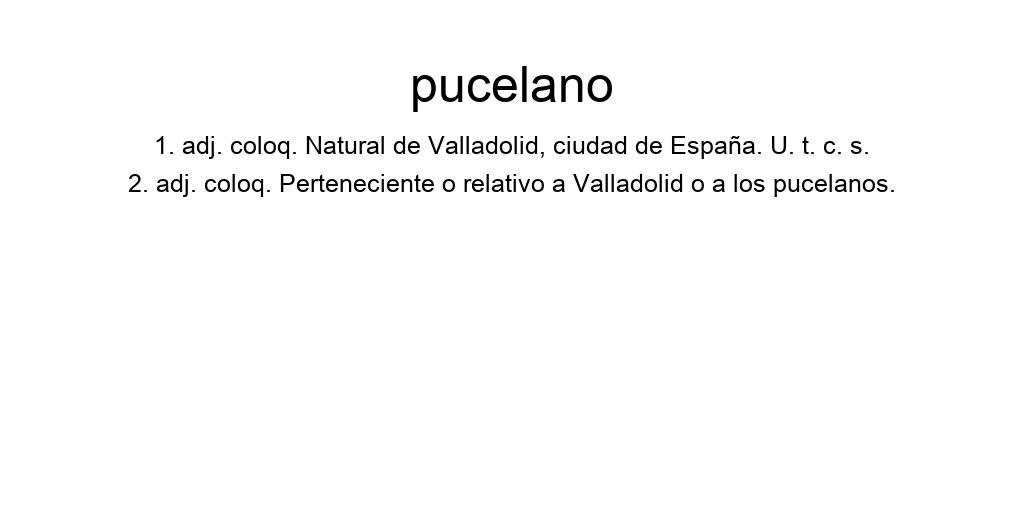 pucelano
1. adj. coloq. Natural de Valladolid, ciudad de España. U. t. c. s.
2. adj. coloq. Perteneciente o relativo a Valladolid o a los pucelanos.